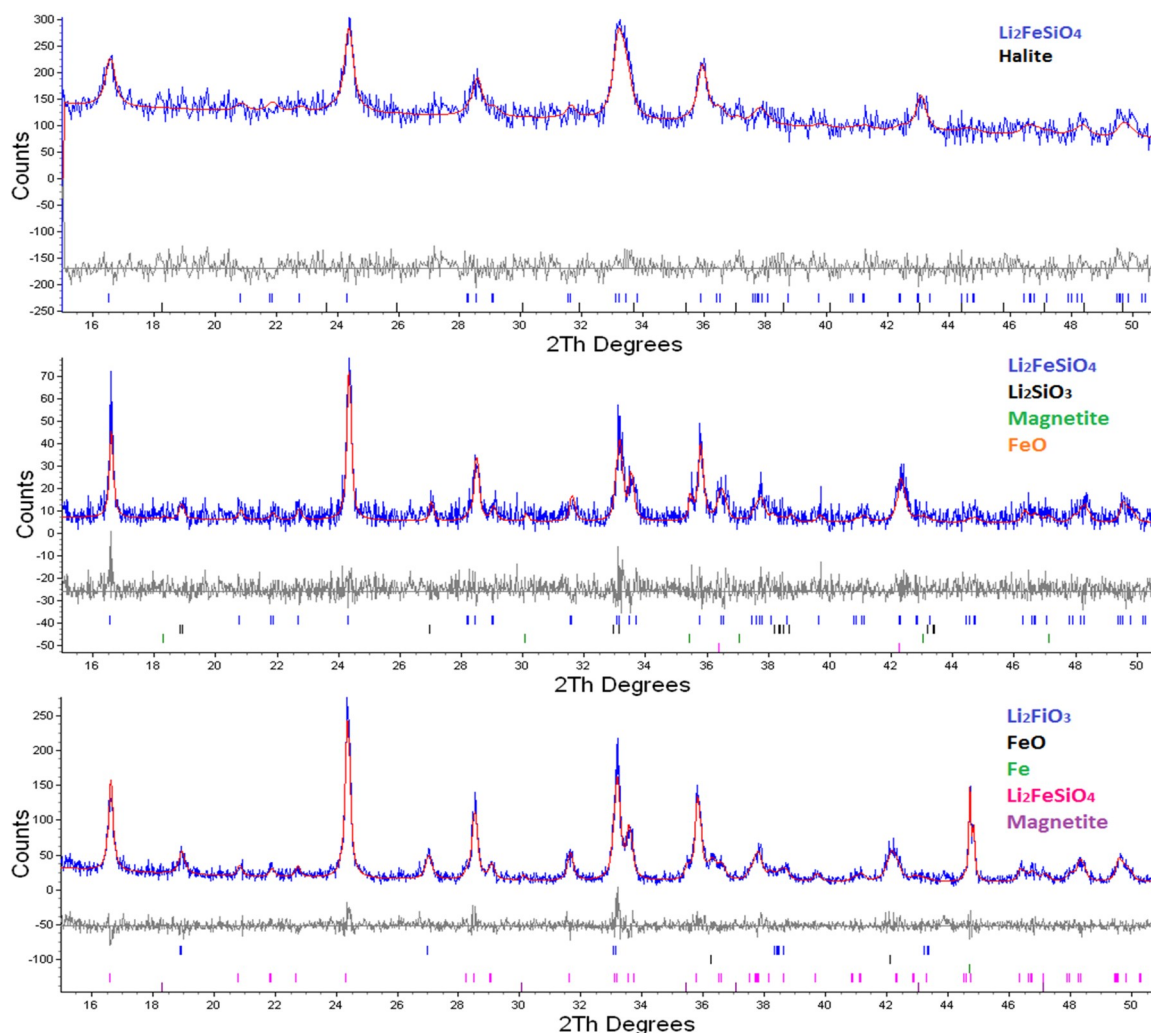 300
250
200
150
100
50
0
-50
-100
-150
-200
-250
Counts
Li₂FeSiO₄
Halite
16 18 20 22 24 26 28 30 32 34 36 38 40 42 44 46 48 50
2Th Degrees
70
60
50
40
30
20
10
0
-10
-20
-30
-40
-50
Counts
Li₂FeSiO₄
Li₂SiO₃
Magnetite
FeO
16 18 20 22 24 26 28 30 32 34 36 38 40 42 44 46 48 50
2Th Degrees
250
200
150
100
50
0
-50
-100
Counts
Li₂FiO₃
FeO
Fe
Li₂FeSiO₄
Magnetite
16 18 20 22 24 26 28 30 32 34 36 38 40 42 44 46 48 50
2Th Degrees